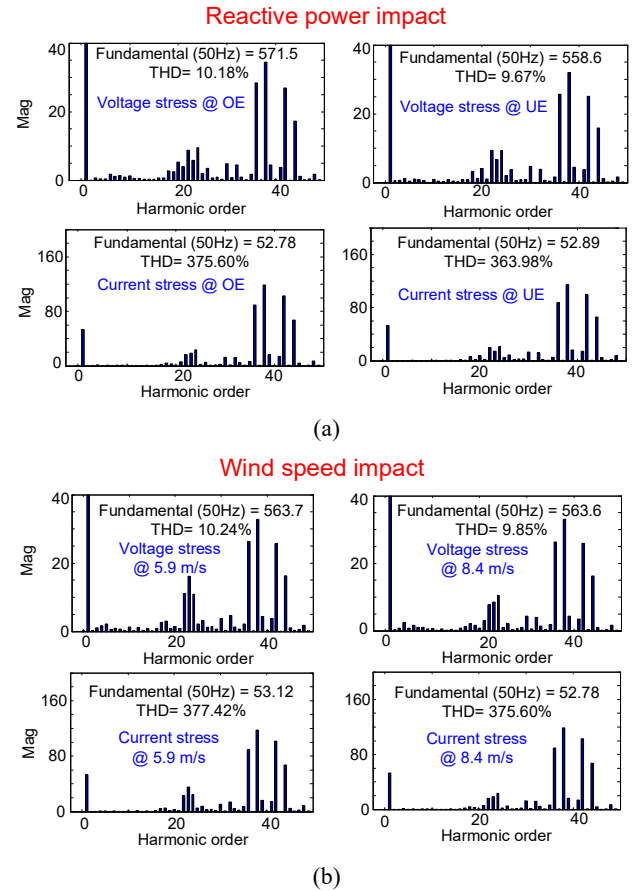 Reactive power impact
Fundamental (50Hz) = 571.5
THD= 10.18%
Voltage stress @ OE
Mag
40
20
0
0 20 40
Harmonic order
Fundamental (50Hz) = 558.6
THD= 9.67%
Voltage stress @ UE
40
20
0
0 20 40
Harmonic order
Fundamental (50Hz) = 52.78
THD= 375.60%
Current stress @ OE
Mag
160
80
0
0 20 40
Harmonic order
Fundamental (50Hz) = 52.89
THD= 363.98%
Current stress @ UE
160
80
0
0 20 40
Harmonic order
(a)
Wind speed impact
Fundamental (50Hz) = 563.7
THD= 10.24%
Voltage stress
@ 5.9 m/s
Mag
40
20
0
0 20 40
Harmonic order
Fundamental (50Hz) = 563.6
THD= 9.85%
Voltage stress
@ 8.4 m/s
40
20
0
0 20 40
Harmonic order
Fundamental (50Hz) = 53.12
THD= 377.42%
Current stress
@ 5.9 m/s
Mag
160
80
0
0 20 40
Harmonic order
Fundamental (50Hz) = 52.78
THD= 375.60%
Current stress
@ 8.4 m/s
160
80
0
0 20 40
Harmonic order
(b)